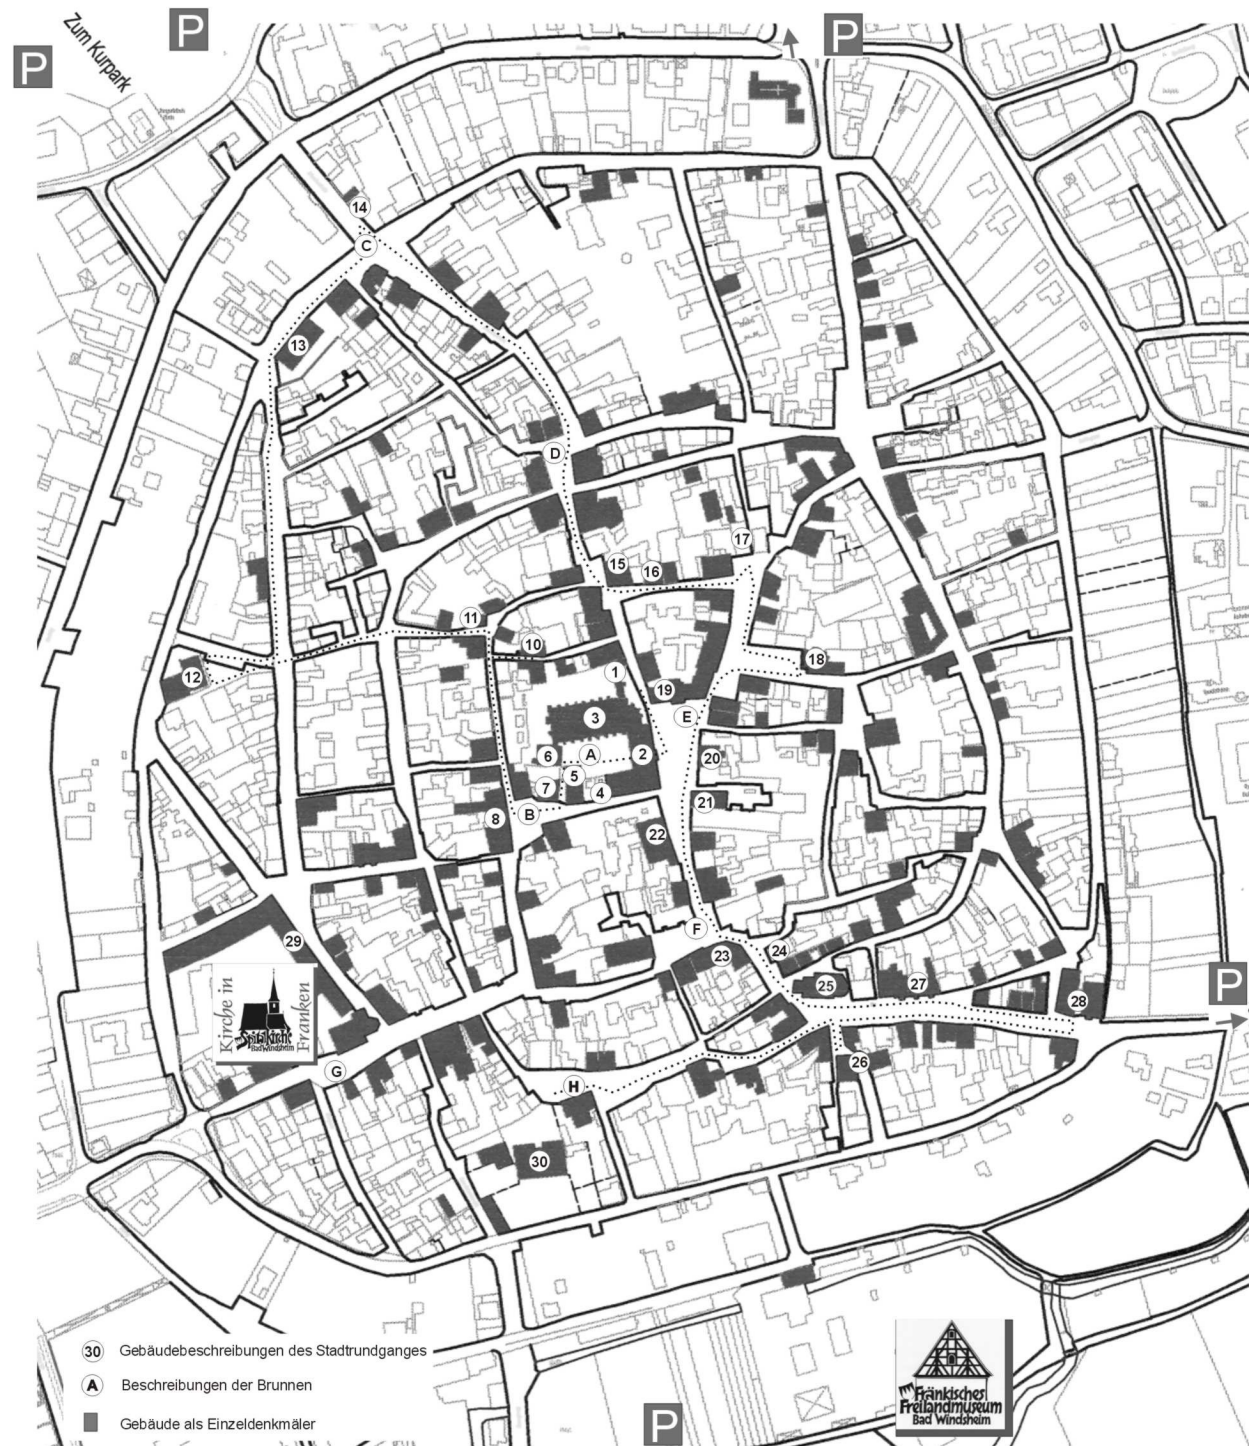 P
P
P
P
Zum Kurpark
14
C
13
D
17
15
16
11
10
18
12
1
19
E
3
6
A
2
20
5
7
4
21
B
8
22
F
29
23
24
25
27
28
P
Kirche in
Franken
Spitalkirche
Bad Windsheim
G
H
26
30
30 Gebäudebeschreibungen des Stadtrundganges
A Beschreibungen der Brunnen
Gebäude als Einzeldenkmäler
Fränkisches
Freilandmuseum
Bad Windsheim
P